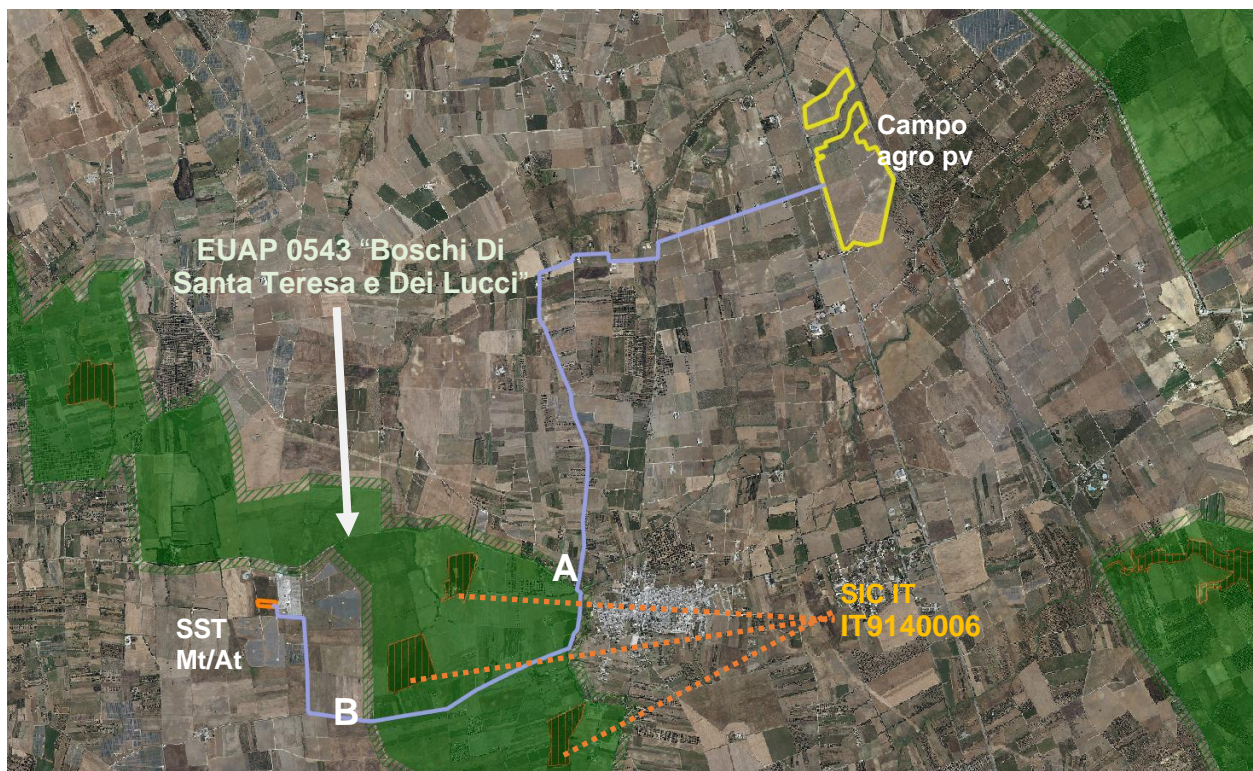 Campo
agro pv
EUAP 0543 “Boschi Di
Santa Teresa e Dei Lucci”
A
SIC IT
IT9140006
SST
Mt/At
B